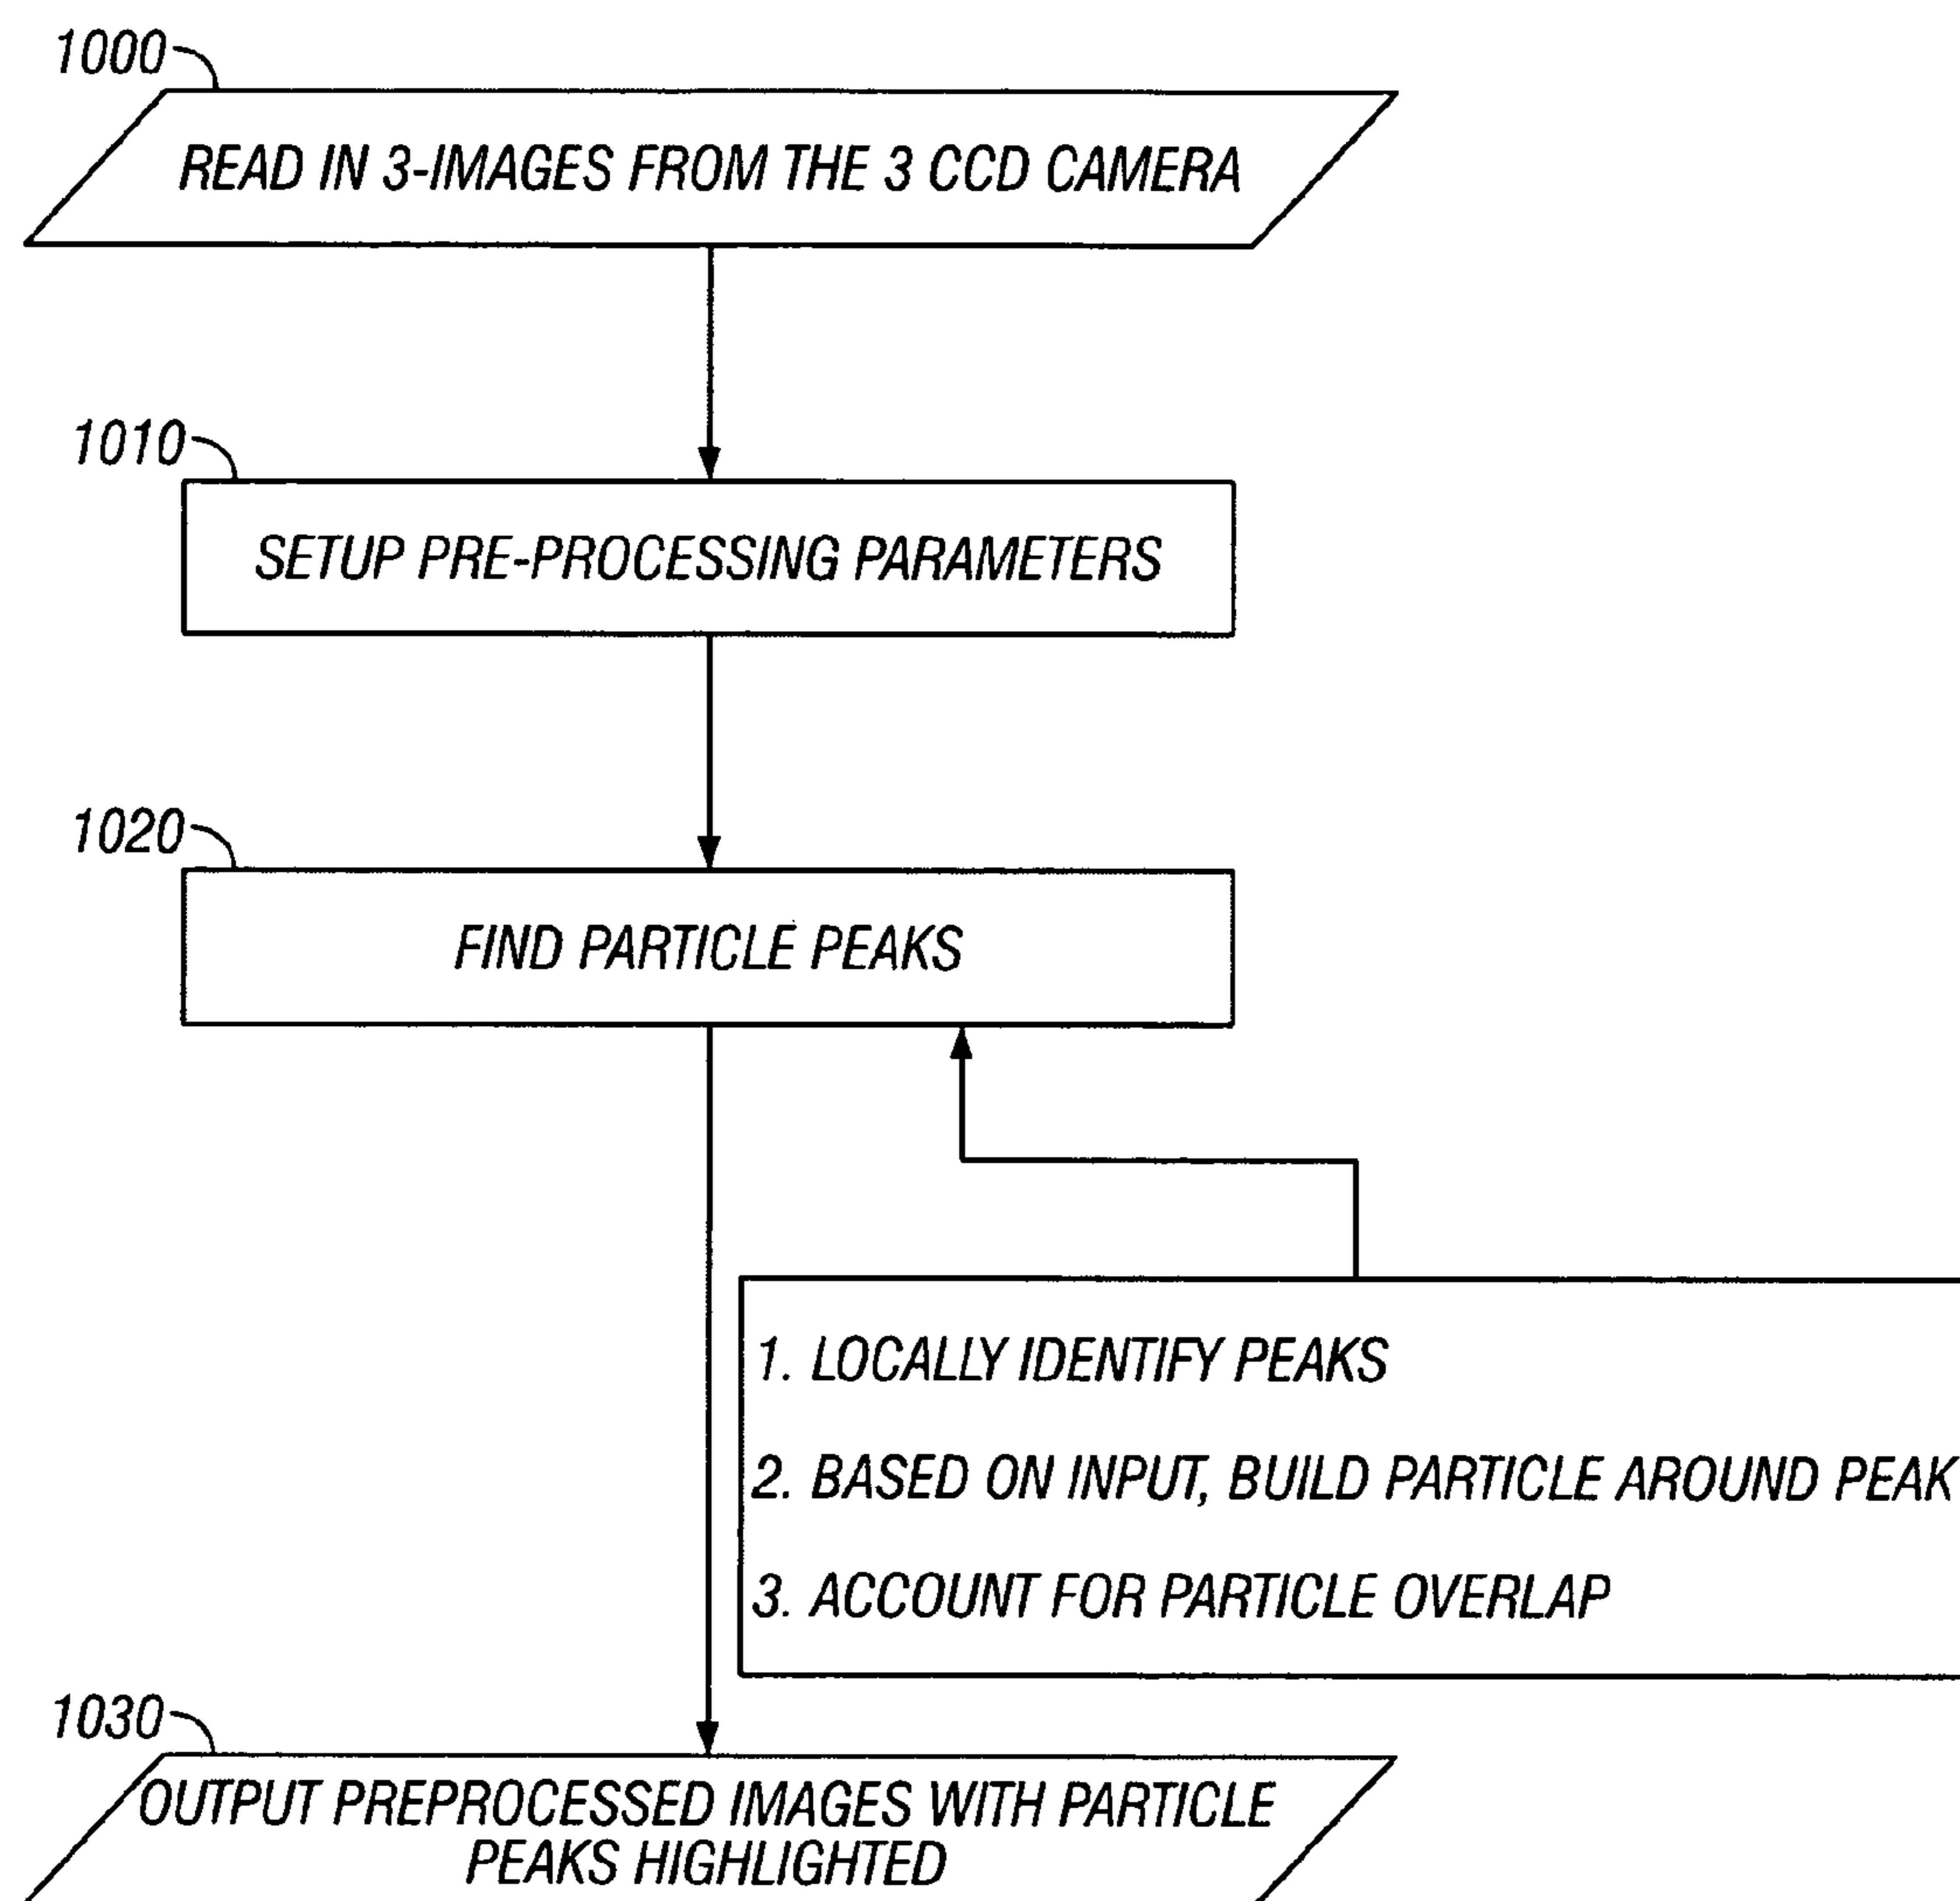 1000
READ IN 3-IMAGES FROM THE 3 CCD CAMERA
1010
SETUP PRE-PROCESSING PARAMETERS
1020
FIND PARTICLE PEAKS
1. LOCALLY IDENTIFY PEAKS
2. BASED ON INPUT, BUILD PARTICLE AROUND PEAK
3. ACCOUNT FOR PARTICLE OVERLAP
1030
OUTPUT PREPROCESSED IMAGES WITH PARTICLE
PEAKS HIGHLIGHTED